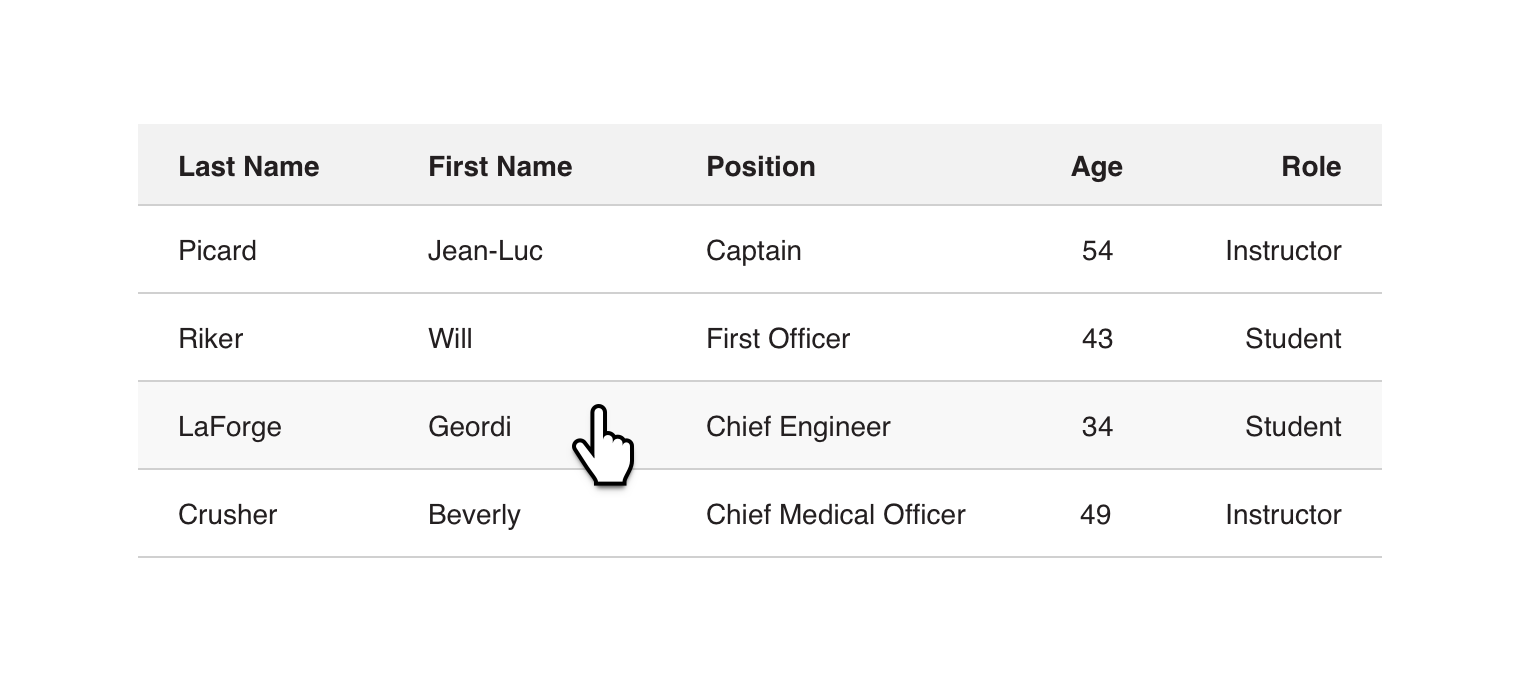 Last Name First Name Position Age Role
Picard Jean-Luc Captain 54 Instructor
Riker Will First Officer 43 Student
LaForge Geordi Chief Engineer 34 Student
Crusher Beverly Chief Medical Officer 49 Instructor